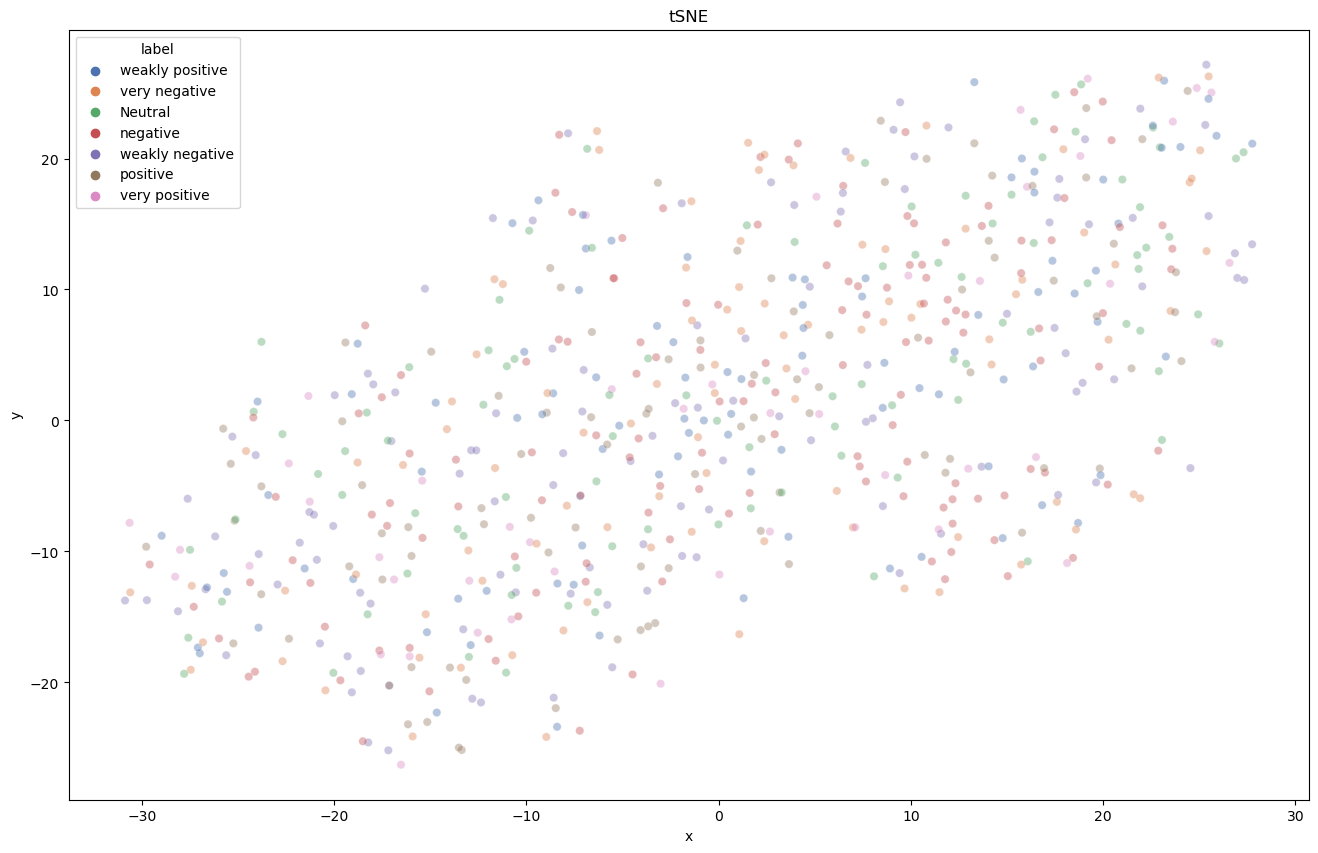 tSNE
label
weakly positive
very negative
Neutral
negative
weakly negative
positive
very positive
y
20
10
0
−10
−20
−30
−20
−10
0
10
20
30
x